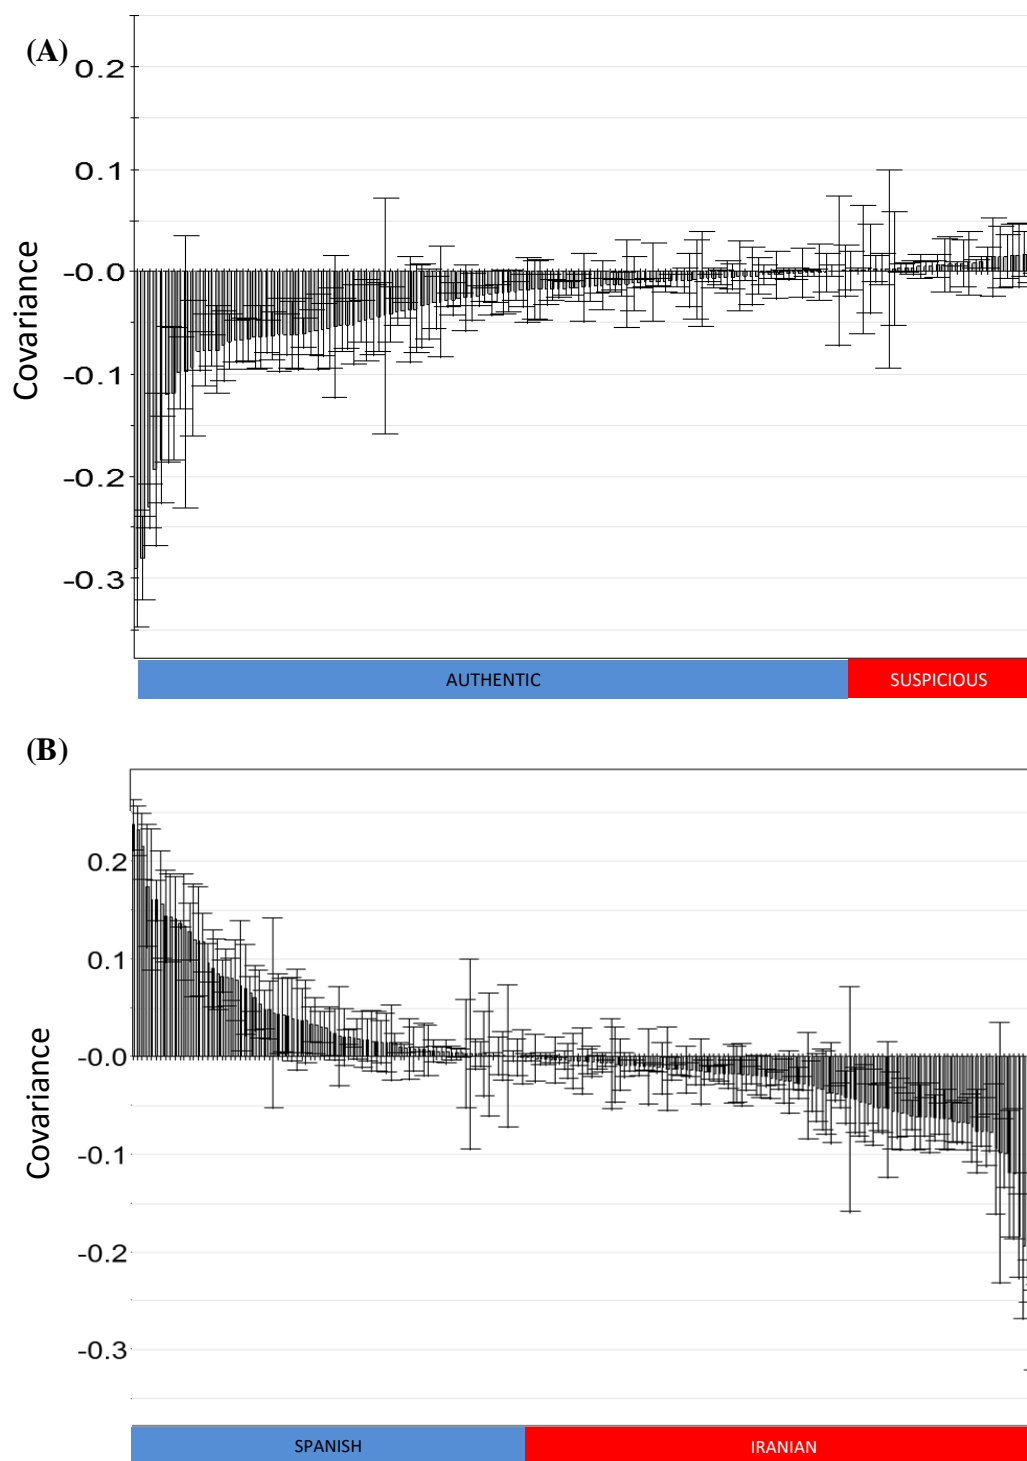 (A)
0.2
0.1
-0.0
-0.1
-0.2
-0.3
Covariance
AUTHENTIC
SUSPICIOUS
(B)
0.2
0.1
-0.0
-0.1
-0.2
-0.3
Covariance
SPANISH
IRANIAN